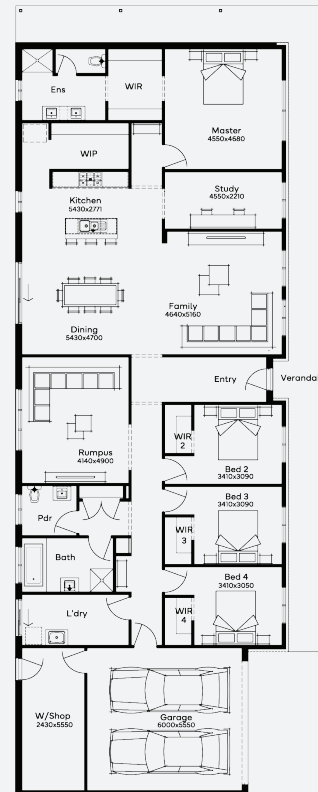 Ens
WIR
Master
4550x4680
WIP
Kitchen
5430x2771
Study
4550x2210
Family
4640x5160
Dining
5430x4700
Entry
Veranda
Rumpus
4140x4900
WIR
2
Bed 2
3410x3090
Bed 3
3410x3090
Pdr
WIR
3
Bath
Bed 4
3410x3050
L'dry
WIR
4
W/Shop
2430x5550
Garage
6000x5550